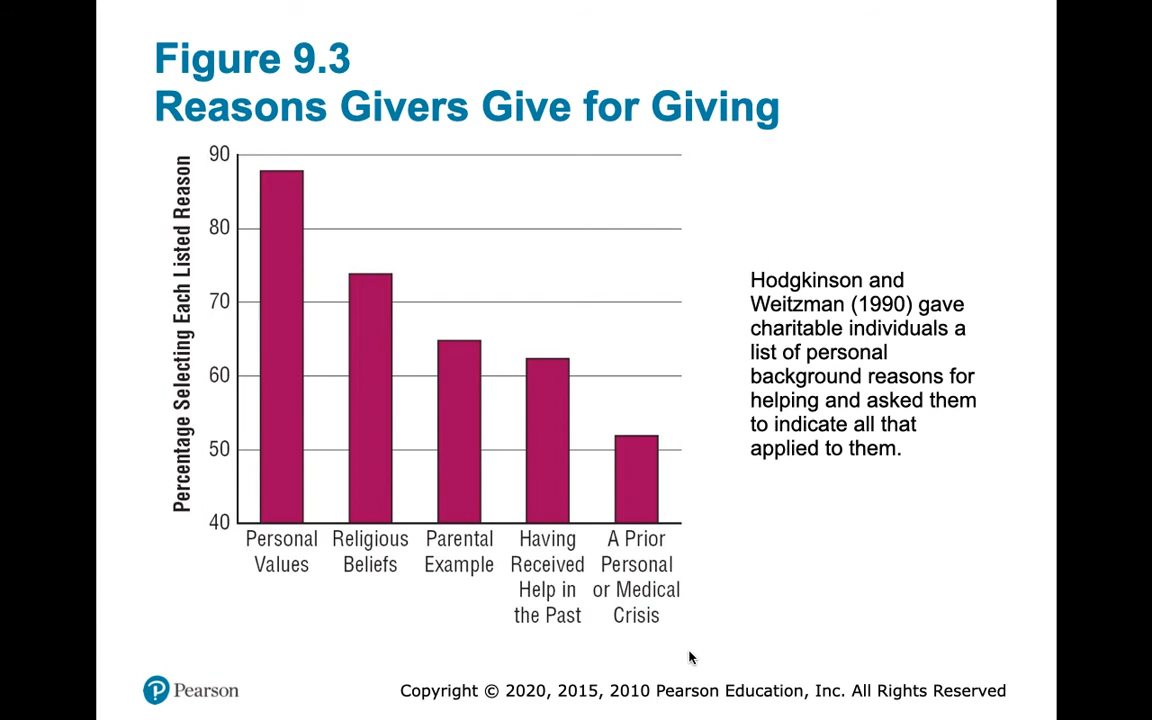 Figure 9.3
Reasons Givers Give for Giving
Percentage Selecting Each Listed Reason
90
80
70
60
50
40
Personal
Values
Religious
Beliefs
Parental
Example
Having
Received
Help in
the Past
A Prior
Personal
or Medical
Crisis
Hodgkinson and
Weitzman (1990) gave
charitable individuals a
list of personal
background reasons for
helping and asked them
to indicate all that
applied to them.
P Pearson
Copyright © 2020, 2015, 2010 Pearson Education, Inc. All Rights Reserved